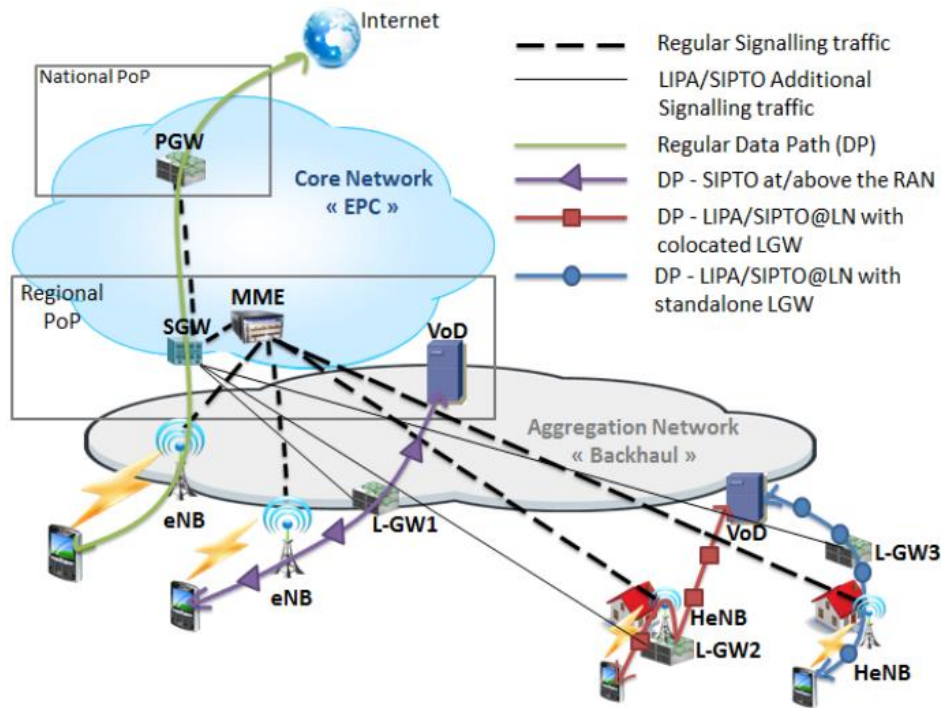 Internet
National PoP
PGW
Core Network
« EPC »
Regional
PoP
MME
SGW
VoD
Regular Signalling traffic
LIPA/SIPTO Additional
Signalling traffic
Regular Data Path (DP)
DP - SIPTO at/above the RAN
DP - LIPA/SIPTO@LN with
colocated LGW
DP - LIPA/SIPTO@LN with
standalone LGW
Aggregation Network
« Backhaul »
eNB
L-GW1
eNB
VoD
L-GW3
HeNB
L-GW2
HeNB